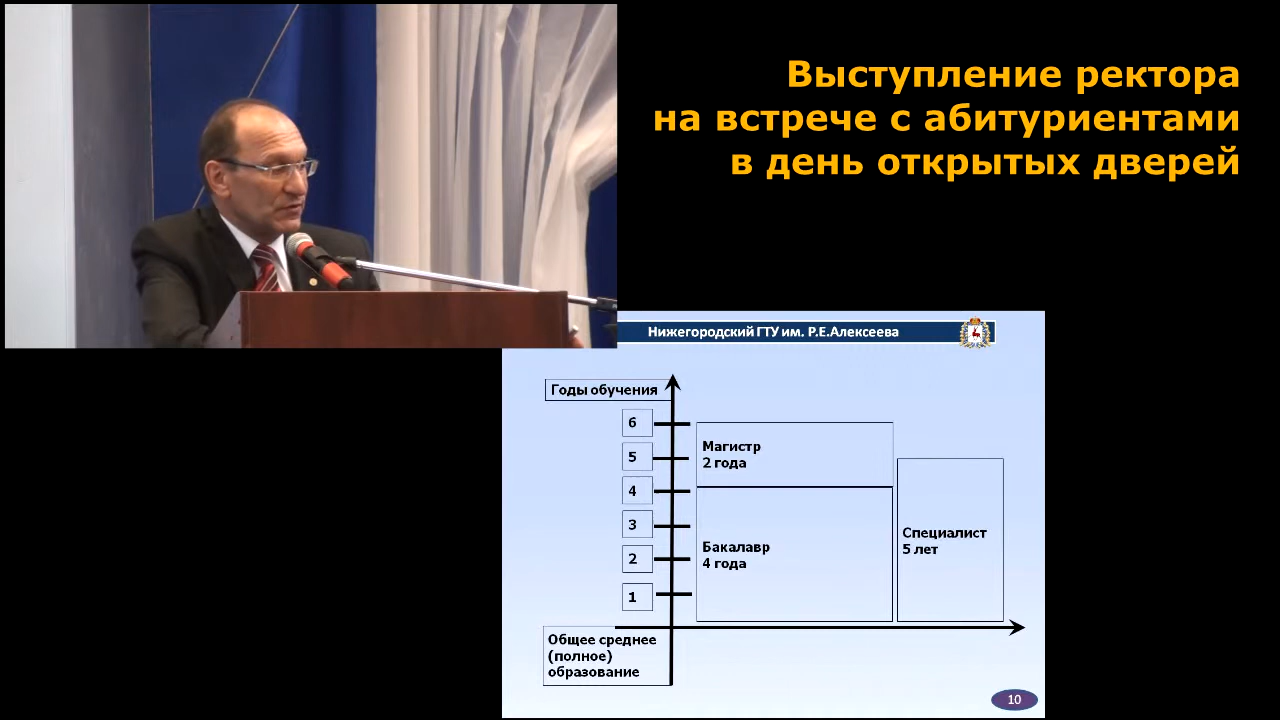 Выступление ректора
на встрече с абитуриентами
в день открытых дверей
Нижегородский ГТУ им. Р.Е.Алексеева
Годы обучения
6
5
4
3
2
1
Магистр
2 года
Бакалавр
4 года
Специалист
5 лет
Общее среднее
(полное)
образование
10